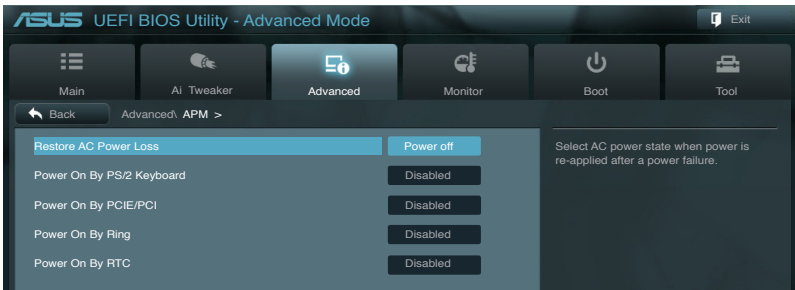 ASUS UEFI BIOS Utility - Advanced Mode
Exit
Main
Ai Tweaker
Advanced
Monitor
Boot
Tool
Back
Advanced\ APM >
Restore AC Power Loss Power off
Power On By PS/2 Keyboard Disabled
Power On By PCIE/PCI Disabled
Power On By Ring Disabled
Power On By RTC Disabled
Select AC power state when power is
re-applied after a power failure.